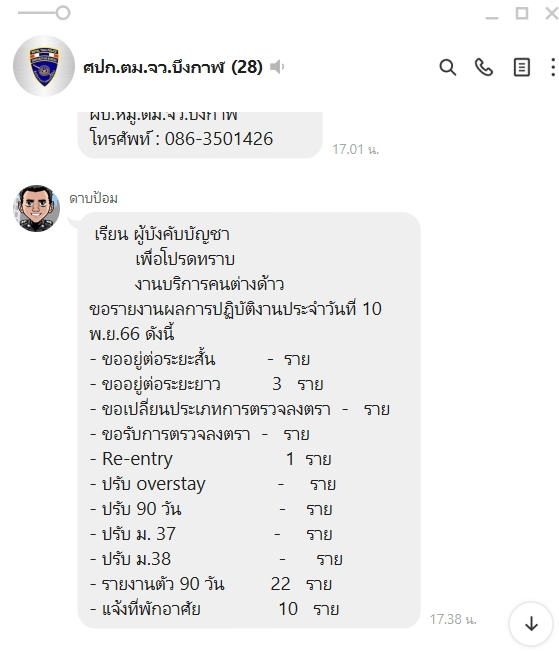 ศปก.ตม.จว.บึงกาฬ (28)
ผบ.หมู่.ตม.จ.ว.บึงกาฬ
โทรศัพท์ : 086-3501426
17.01 น.
ดาบป้อม
เรียน ผู้บังคับบัญชา
เพื่อโปรดทราบ
งานบริการคนต่างด้าว
ขอรายงานผลการปฏิบัติงานประจำวันที่ 10
พ.ย.66 ดังนี้
- ขออยู่ต่อระยะสั้น - ราย
- ขออยู่ต่อระยะยาว 3 ราย
- ขอเปลี่ยนประเภทการตรวจลงตรา - ราย
- ขอรับการตรวจลงตรา - ราย
- Re-entry 1 ราย
- ปรับ overstay - ราย
- ปรับ 90 วัน - ราย
- ปรับ ม. 37 - ราย
- ปรับ ม.38 - ราย
- รายงานตัว 90 วัน 22 ราย
- แจ้งที่พักอาศัย 10 ราย
17.38 น.